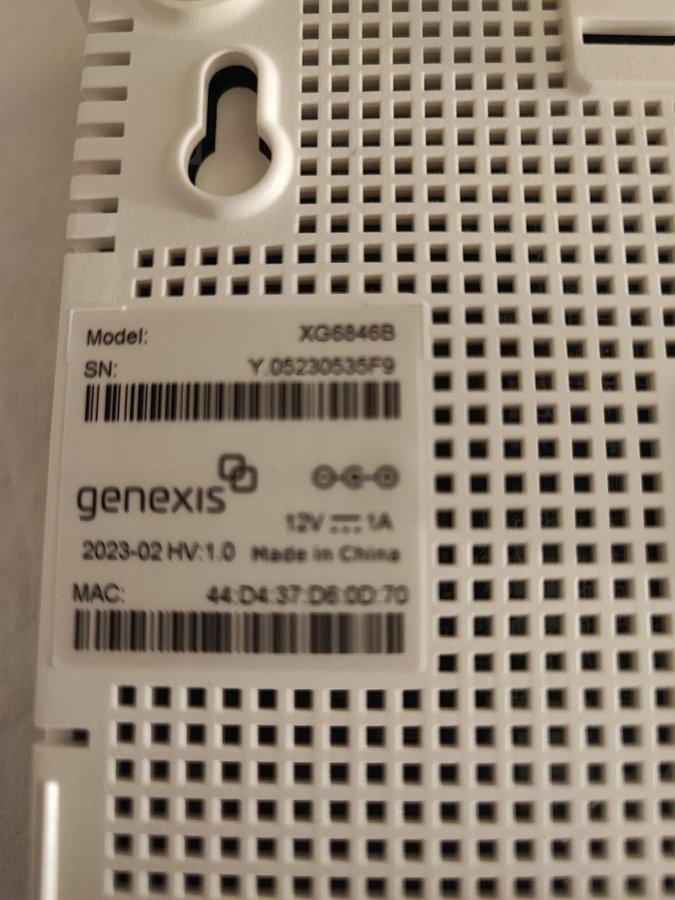 Model: XG6846B
SN: Y.05230535F9
genexis
12V 1A
2023-02 HV:1.0 Made in China
MAC: 44:D4:37:D6:0D:70